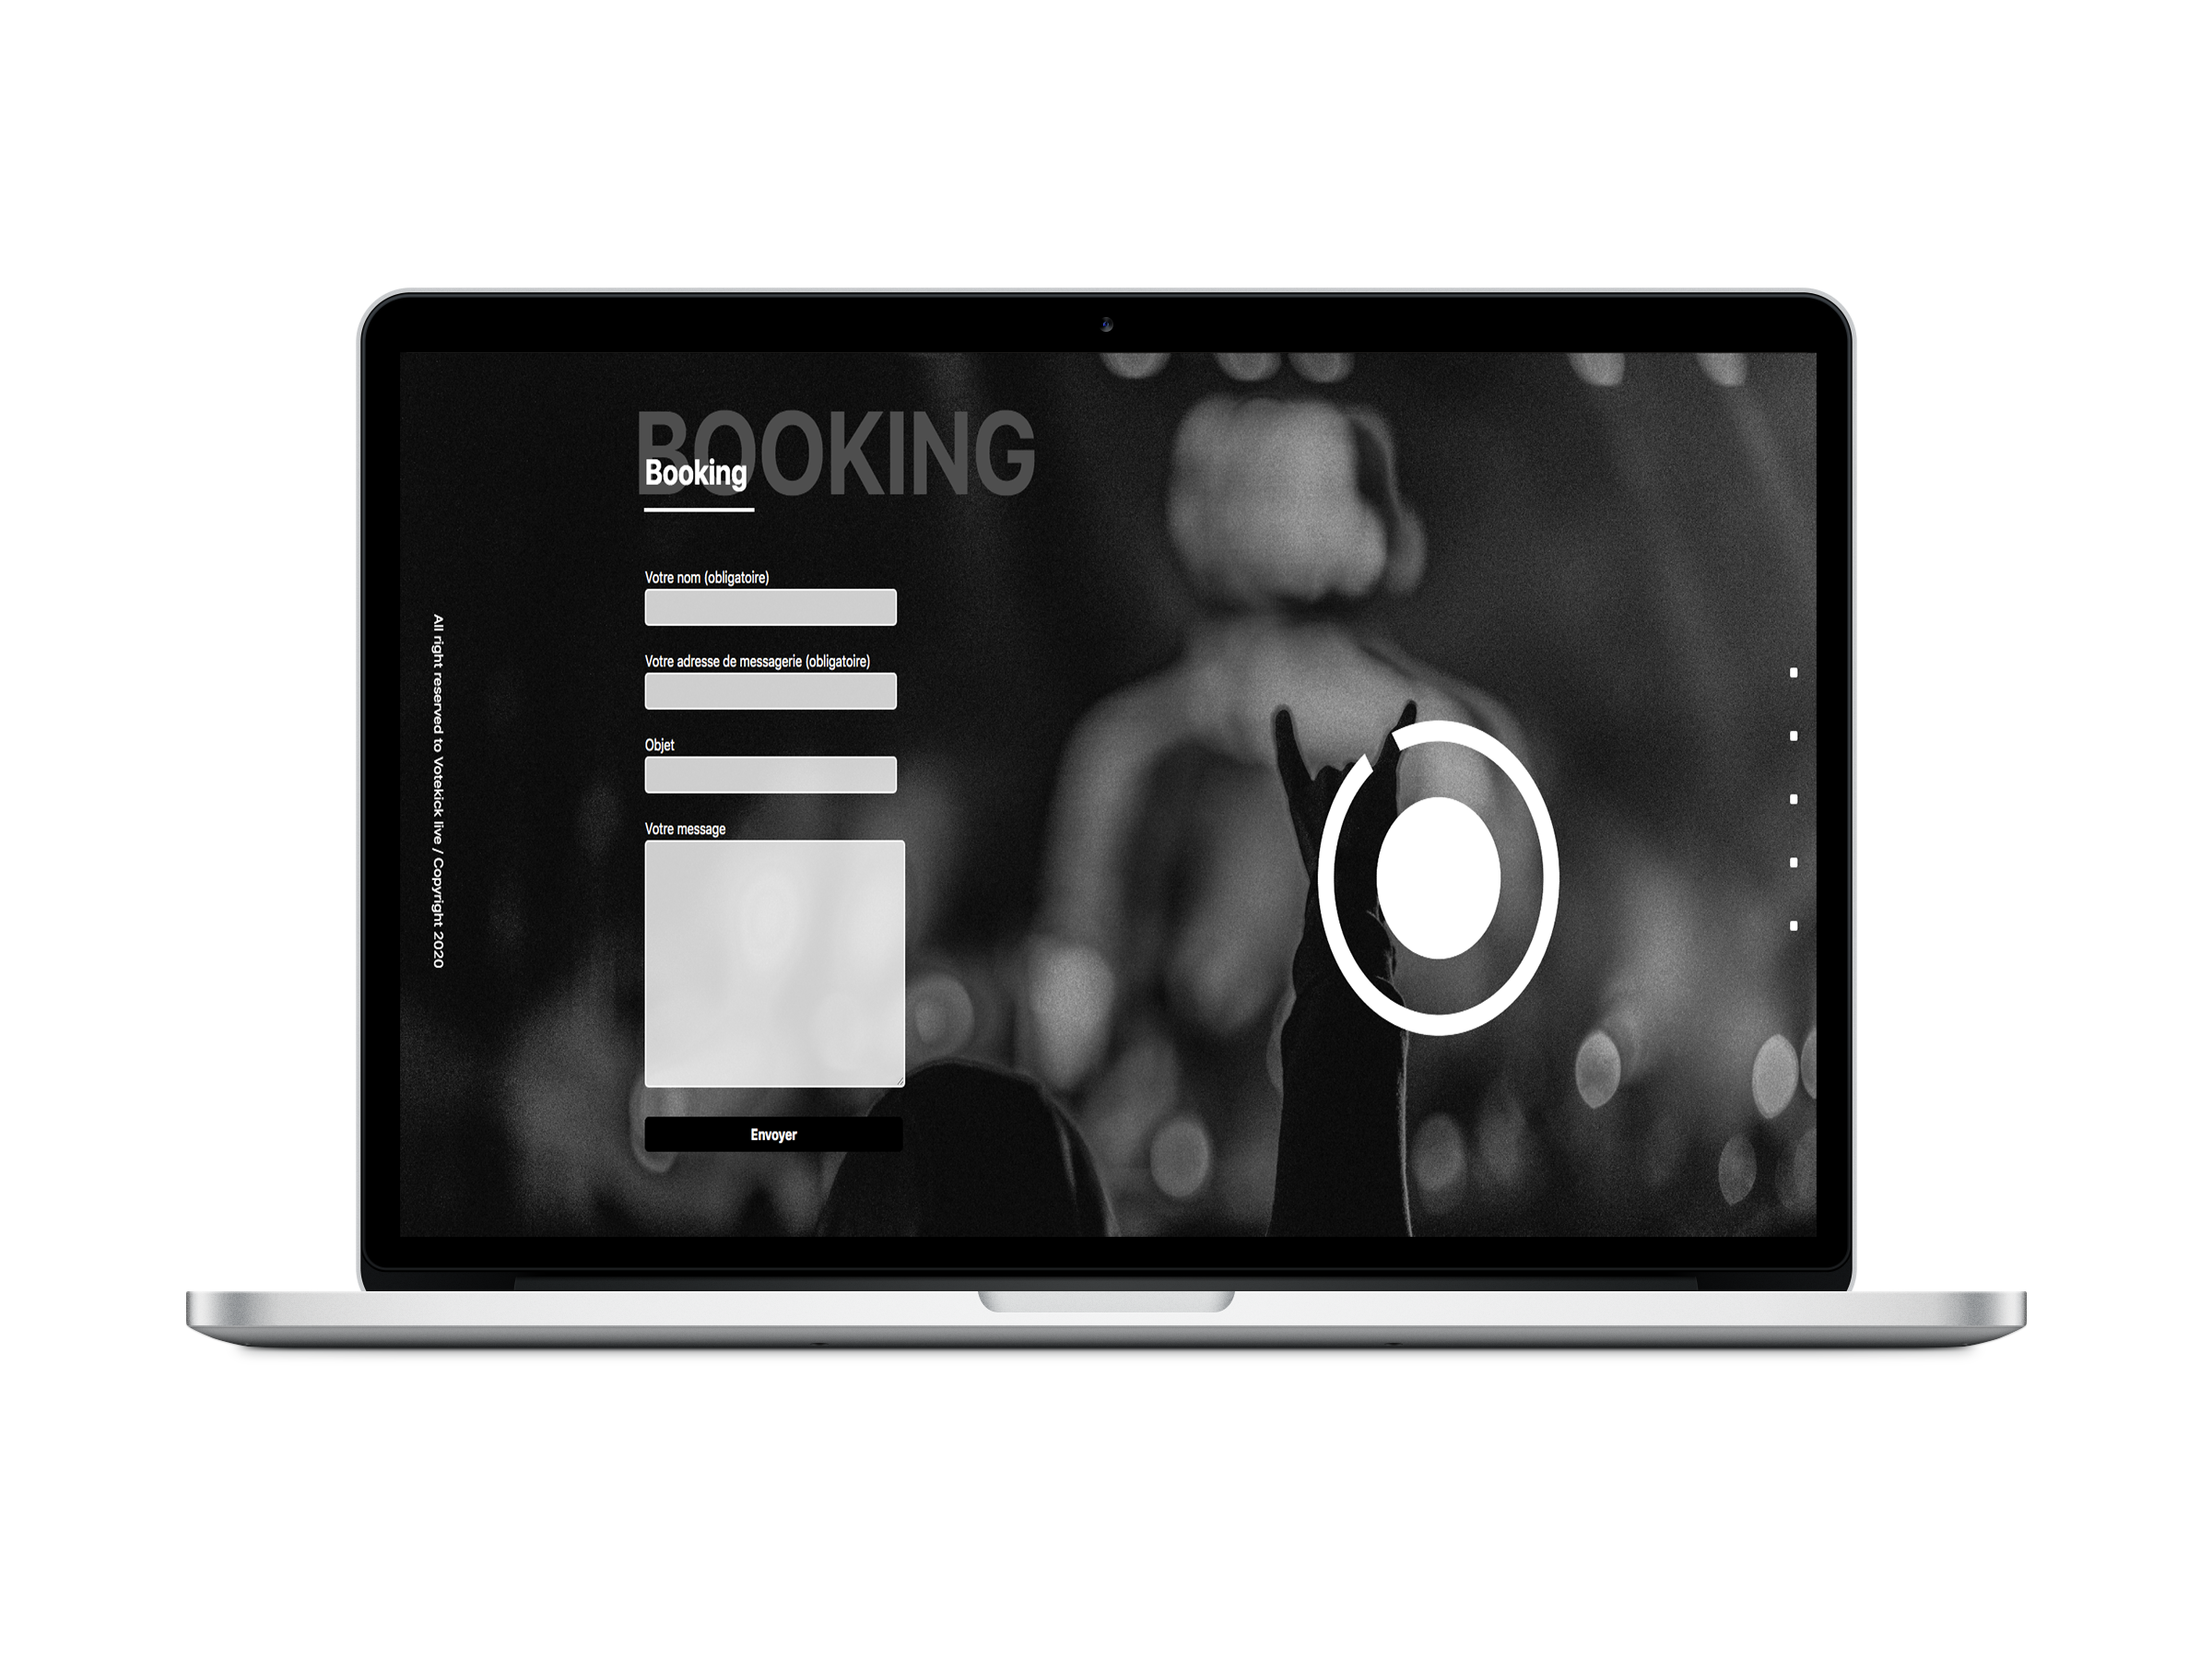 BOOKING
Booking
Votre nom (obligatoire)
Votre adresse de messagerie (obligatoire)
Objet
Votre message
Envoyer
All right reserved to Votekick live / Copyright 2020